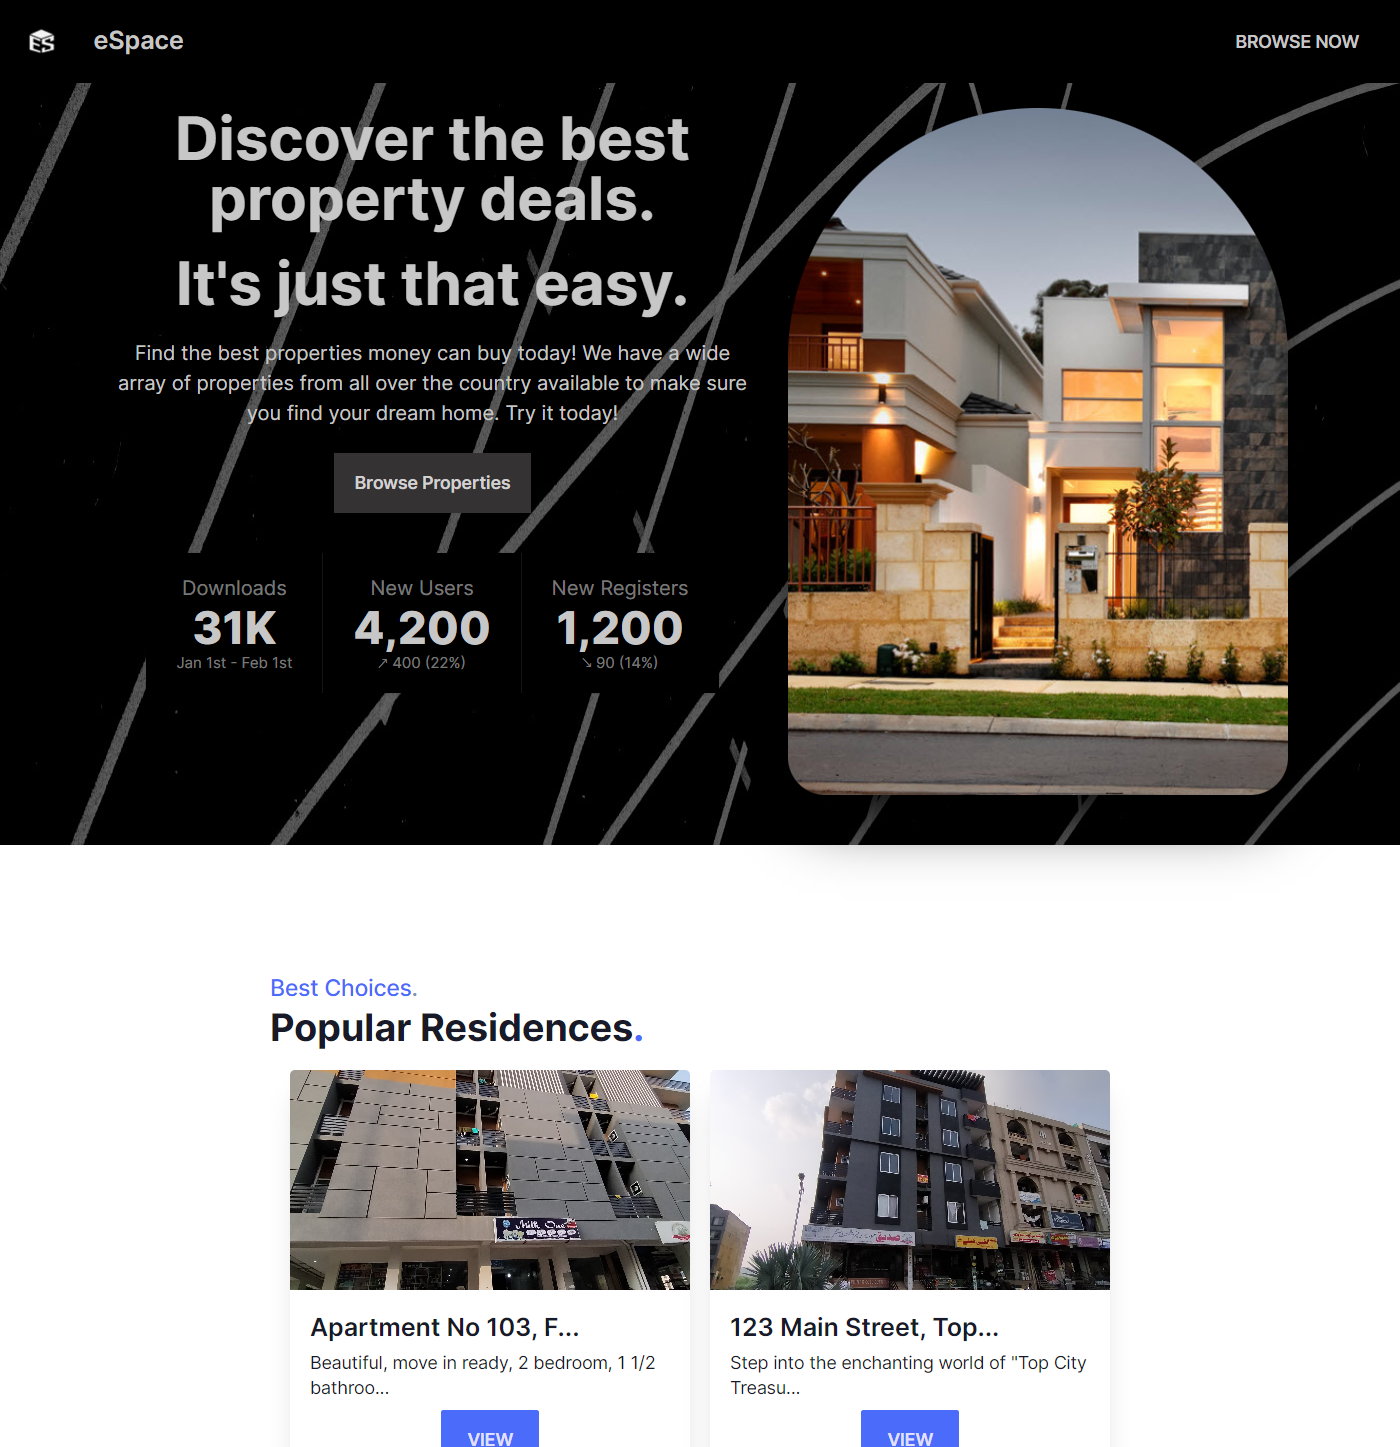 ES
eSpace
BROWSE NOW
Discover the best
property deals.
It's just that easy.
Find the best properties money can buy today! We have a wide
array of properties from all over the country available to make sure
you find your dream home. Try it today!
Browse Properties
Downloads
31K
Jan 1st - Feb 1st
New Users
4,200
↗ 400 (22%)
New Registers
1,200
↘ 90 (14%)
Best Choices.
Popular Residences.
Apartment No 103, F...
Beautiful, move in ready, 2 bedroom, 1 1/2
bathroo...
VIEW
123 Main Street, Top...
Step into the enchanting world of "Top City
Treasu...
VIEW